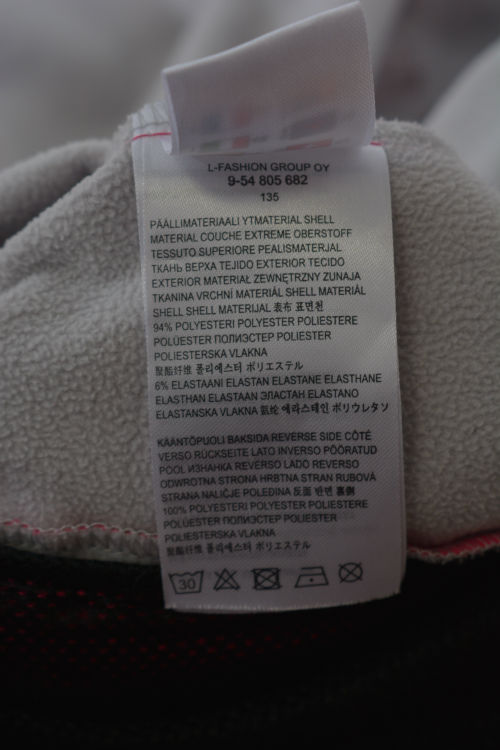 L-FASHION GROUP OY
9-54 805 682
135
PÄÄLLIMATERIAALI YTMATERIAL SHELL
MATERIAL COUCHE EXTREME OBERSTOFF
TESSUTO SUPERIORE PEALISMATERJAL
ТКАНЬ ВЕРХА TEJIDO EXTERIOR TECIDO
EXTERIOR MATERIAŁ ZEWNĘTRZNY ZUNAJA
TKANINA VRCHNÍ MATERIÁL SHELL MATERIÁL
SHELL SHELL MATERIJAL 表布 표면천
94% POLYESTERI POLYESTER POLIESTERE
POLÜESTER ПОЛИЭСТЕР POLIESTER
POLIESTERSKA VLAKNA
聚酯纤维 폴리에스터 ポリエステル
6% ELASTAANI ELASTAN ELASTANE ELASTHANE
ELASTHAN ELASTAAN ЭЛАСТАН ELASTANO
ELASTANSKA VLAKNA 氨纶 에라스테인 ポリウレタン
KÄÄNTÖPUOLI BAKSIDA REVERSE SIDE CÔTÉ
VERSO RÜCKSEITE LATO INVERSO PÖÖRATUD
POOL ИЗНАНКА REVERSO LADO REVERSO
ODWROTNA STRONA HRBTNA STRAN RUBOVÁ
STRANA NALIČJE POLEĐINA 反面 반면 裏側
100% POLYESTERI POLYESTER POLIESTERE
POLÜESTER ПОЛИЭСТЕР POLIESTER
POLIESTERSKA VLAKNA
聚酯纤维 폴리에스터 ポリエステル
30